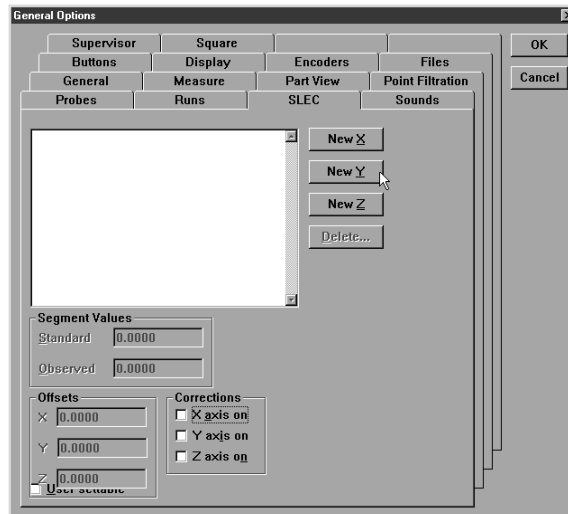 General Options
Supervisor Square
OK
Buttons Display Encoders Files
General Measure Part View Point Filtration
Cancel
Probes Runs SLEC Sounds
New X
New Y
New Z
Delete...
Segment Values
Standard 0.0000
Observed 0.0000
Offsets
X 0.0000
Y 0.0000
Z 0.0000
User settable
Corrections
X axis on
Y axis on
Z axis on